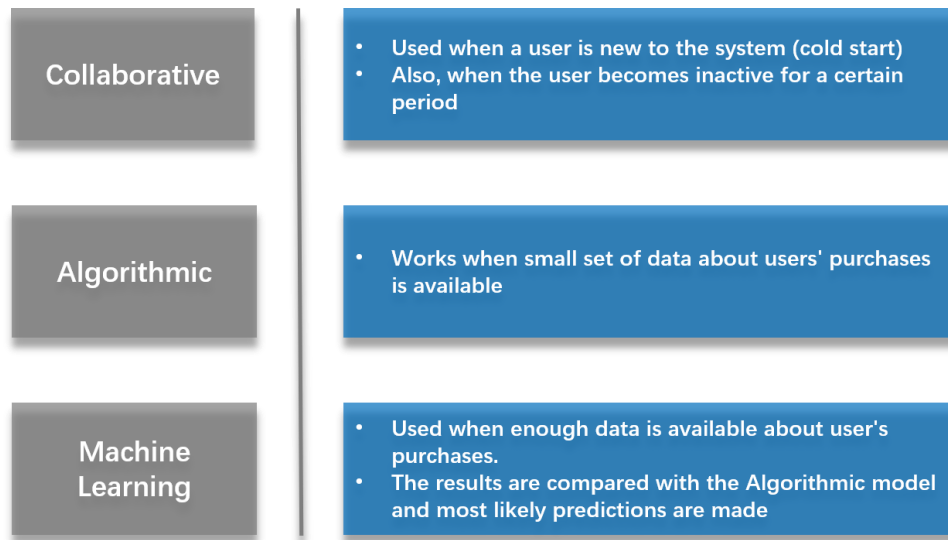 Collaborative
• Used when a user is new to the system (cold start)
• Also, when the user becomes inactive for a certain
period
Algorithmic
• Works when small set of data about users' purchases
is available
Machine
Learning
• Used when enough data is available about user's
purchases.
• The results are compared with the Algorithmic model
and most likely predictions are made